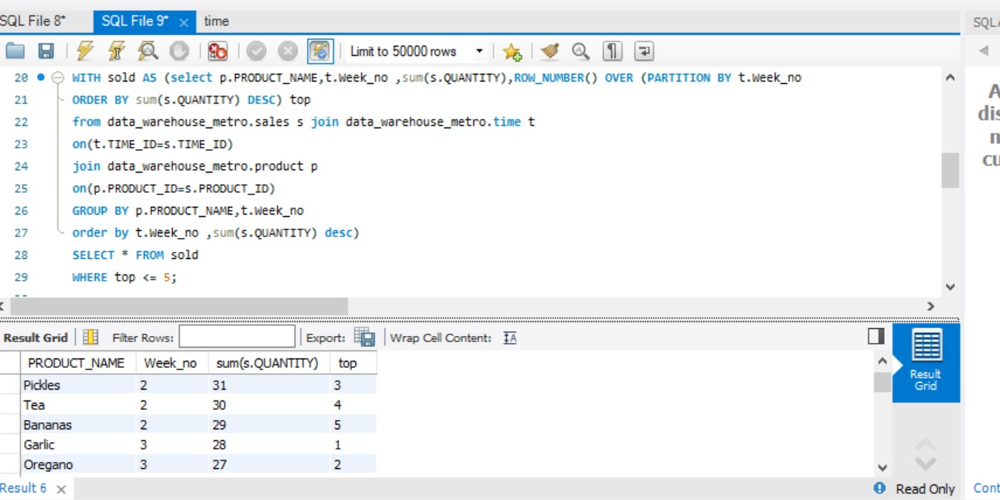 SQL File 8* SQL File 9* × time
Limit to 50000 rows
20 WITH sold AS (select p.PRODUCT_NAME,t.Week_no ,sum(s.QUANTITY),ROW_NUMBER() OVER (PARTITION BY t.Week_no
21 ORDER BY sum(s.QUANTITY) DESC) top
22 from data_warehouse_metro.sales s join data_warehouse_metro.time t
23 on(t.TIME_ID=s.TIME_ID)
24 join data_warehouse_metro.product p
25 on(p.PRODUCT_ID=s.PRODUCT_ID)
26 GROUP BY p.PRODUCT_NAME,t.Week_no
27 order by t.Week_no ,sum(s.QUANTITY) desc)
28 SELECT * FROM sold
29 WHERE top <= 5;
Result Grid Filter Rows: Export: Wrap Cell Content: IA
PRODUCT_NAME Week_no sum(s.QUANTITY) top
Pickles 2 31 3
Tea 2 30 4
Bananas 2 29 5
Garlic 3 28 1
Oregano 3 27 2
Result
Grid
Result 6 ×
Read Only